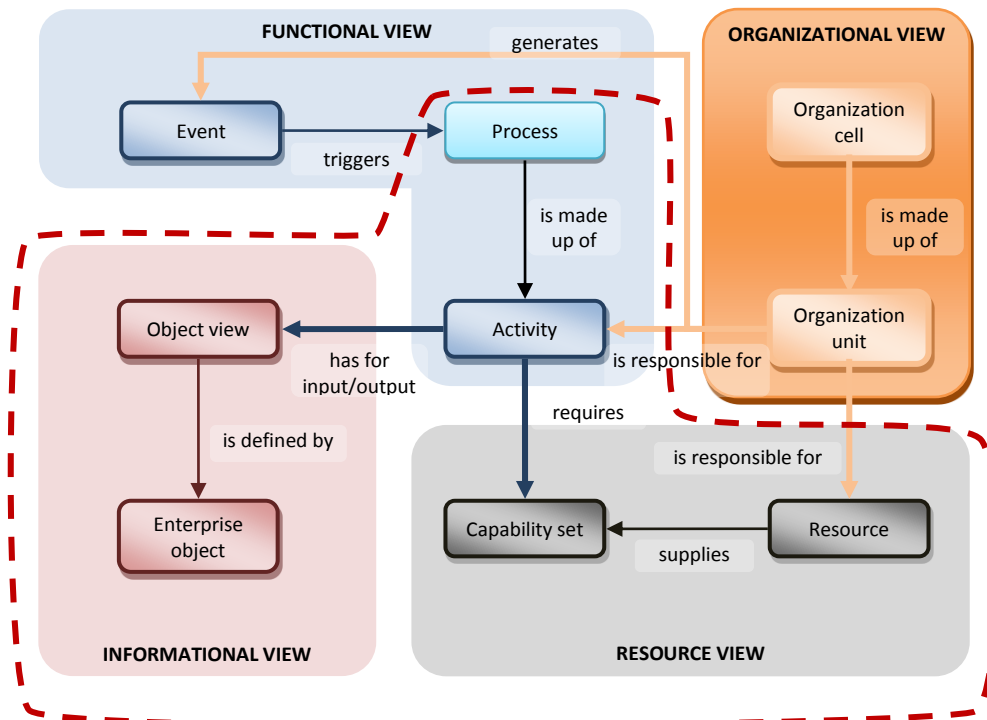 FUNCTIONAL VIEW
generates
ORGANIZATIONAL VIEW
Event
triggers
Process
Organization
cell
is made
up of
is made
up of
Object view
has for
input/output
Activity
is responsible for
Organization
unit
requires
is defined by
is responsible for
Enterprise
object
Capability set
supplies
Resource
INFORMATIONAL VIEW
RESOURCE VIEW